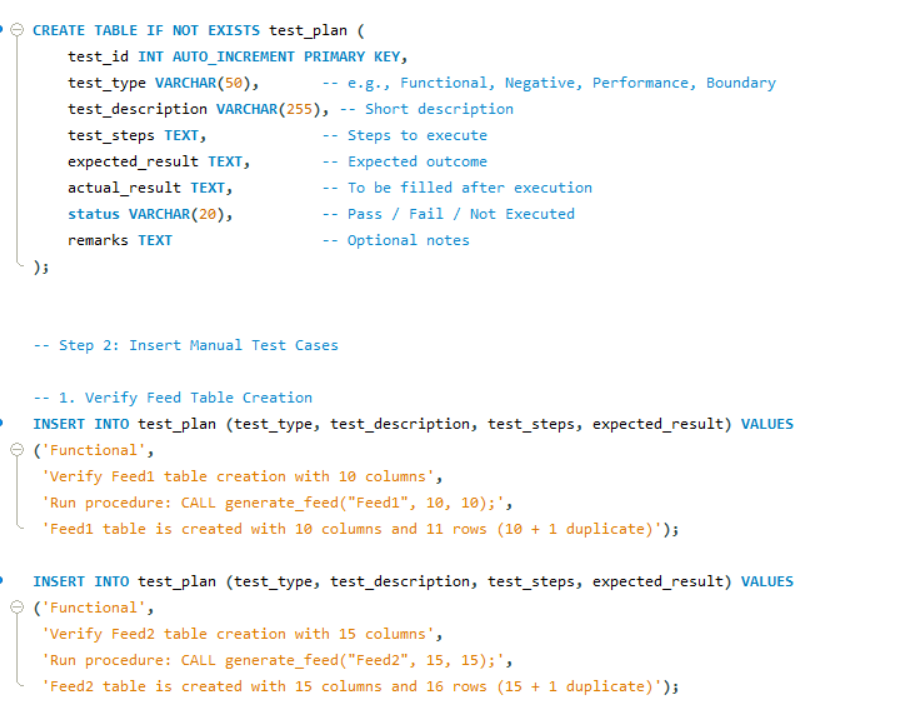 CREATE TABLE IF NOT EXISTS test_plan (
test_id INT AUTO_INCREMENT PRIMARY KEY,
test_type VARCHAR(50), -- e.g., Functional, Negative, Performance, Boundary
test_description VARCHAR(255), -- Short description
test_steps TEXT, -- Steps to execute
expected_result TEXT, -- Expected outcome
actual_result TEXT, -- To be filled after execution
status VARCHAR(20), -- Pass / Fail / Not Executed
remarks TEXT -- Optional notes
);
-- Step 2: Insert Manual Test Cases
-- 1. Verify Feed Table Creation
INSERT INTO test_plan (test_type, test_description, test_steps, expected_result) VALUES
('Functional',
'Verify Feed1 table creation with 10 columns',
'Run procedure: CALL generate_feed("Feed1", 10, 10);',
'Feed1 table is created with 10 columns and 11 rows (10 + 1 duplicate)');
INSERT INTO test_plan (test_type, test_description, test_steps, expected_result) VALUES
('Functional',
'Verify Feed2 table creation with 15 columns',
'Run procedure: CALL generate_feed("Feed2", 15, 15);',
'Feed2 table is created with 15 columns and 16 rows (15 + 1 duplicate)');